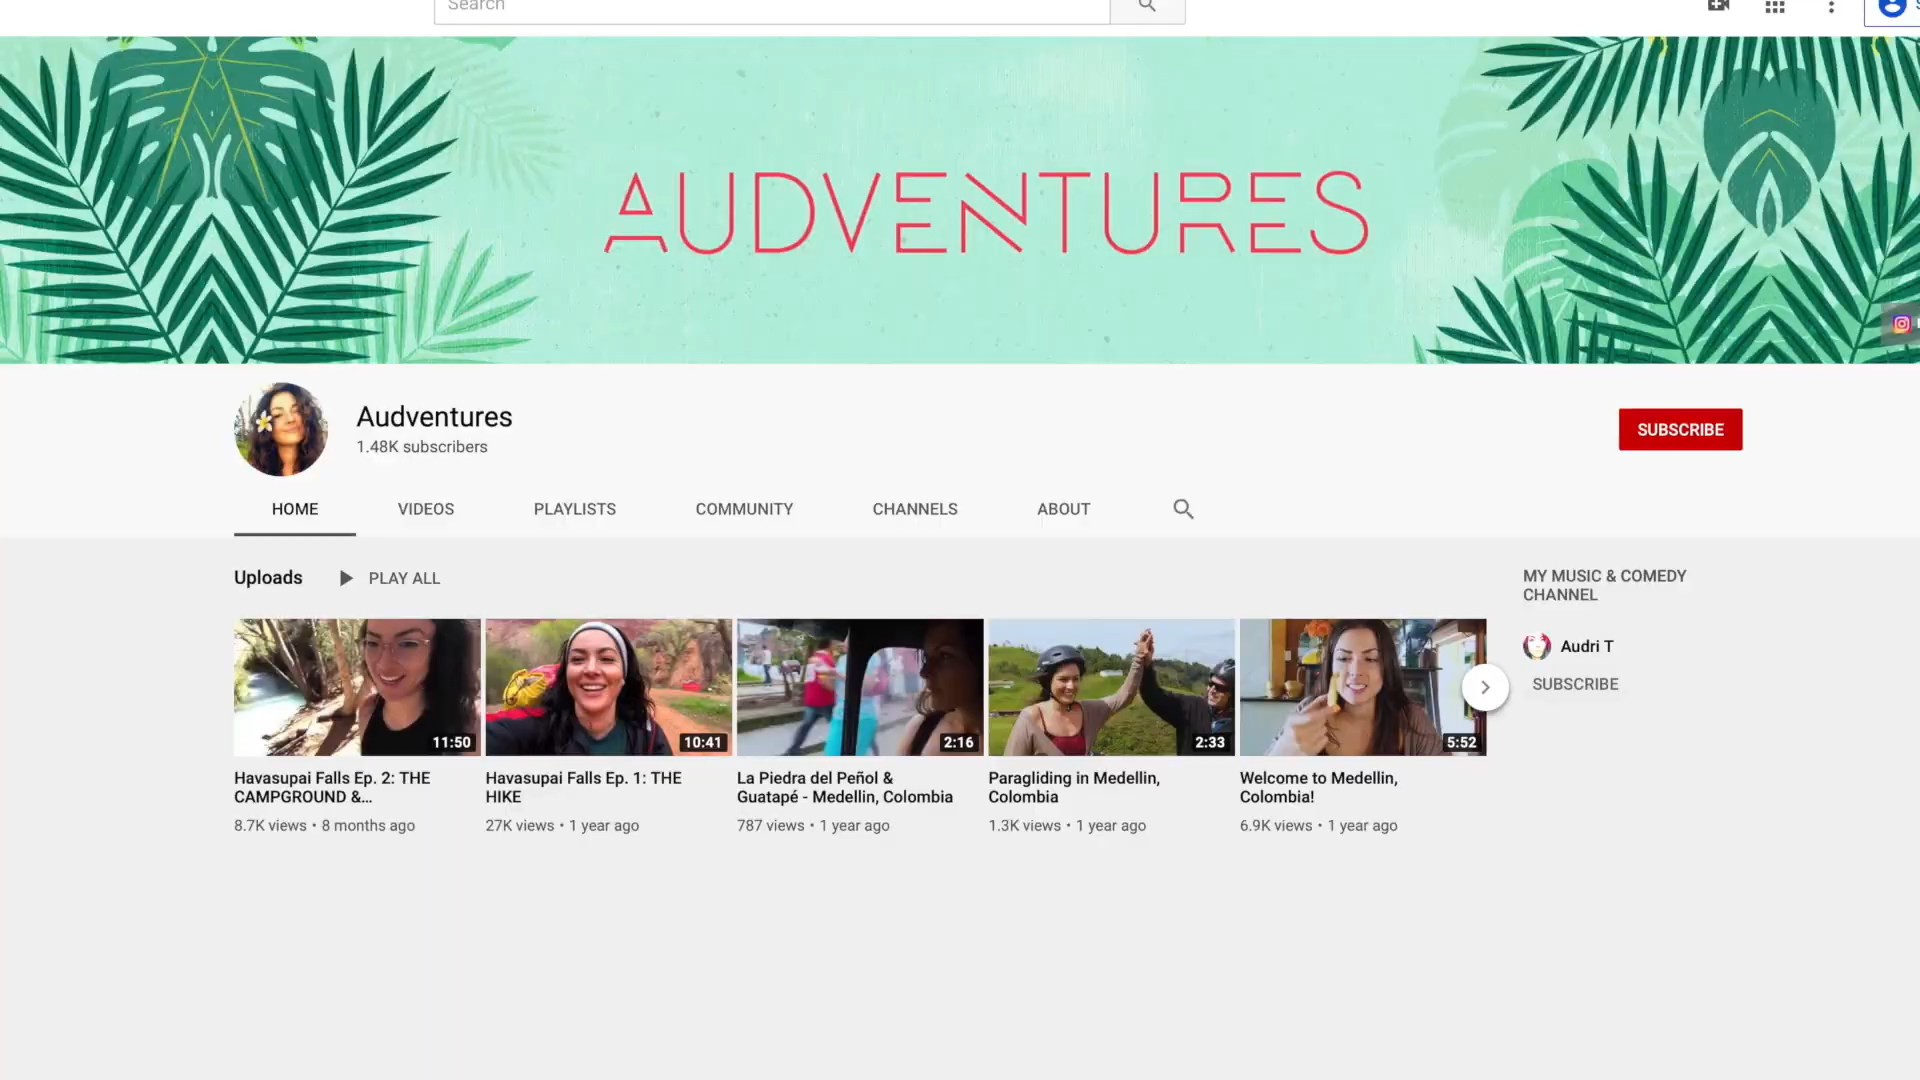 Search
AUDVENTURES
Audventures
1.48K subscribers
SUBSCRIBE
HOME VIDEOS PLAYLISTS COMMUNITY CHANNELS ABOUT
Uploads PLAY ALL
MY MUSIC & COMEDY
CHANNEL
Audri T
SUBSCRIBE
11:50
10:41
2:16
2:33
5:52
Havasupai Falls Ep. 2: THE
CAMPGROUND &...
8.7K views • 8 months ago
Havasupai Falls Ep. 1: THE
HIKE
27K views • 1 year ago
La Piedra del Peñol &
Guatapé - Medellin, Colombia
787 views • 1 year ago
Paragliding in Medellin,
Colombia
1.3K views • 1 year ago
Welcome to Medellin,
Colombia!
6.9K views • 1 year ago